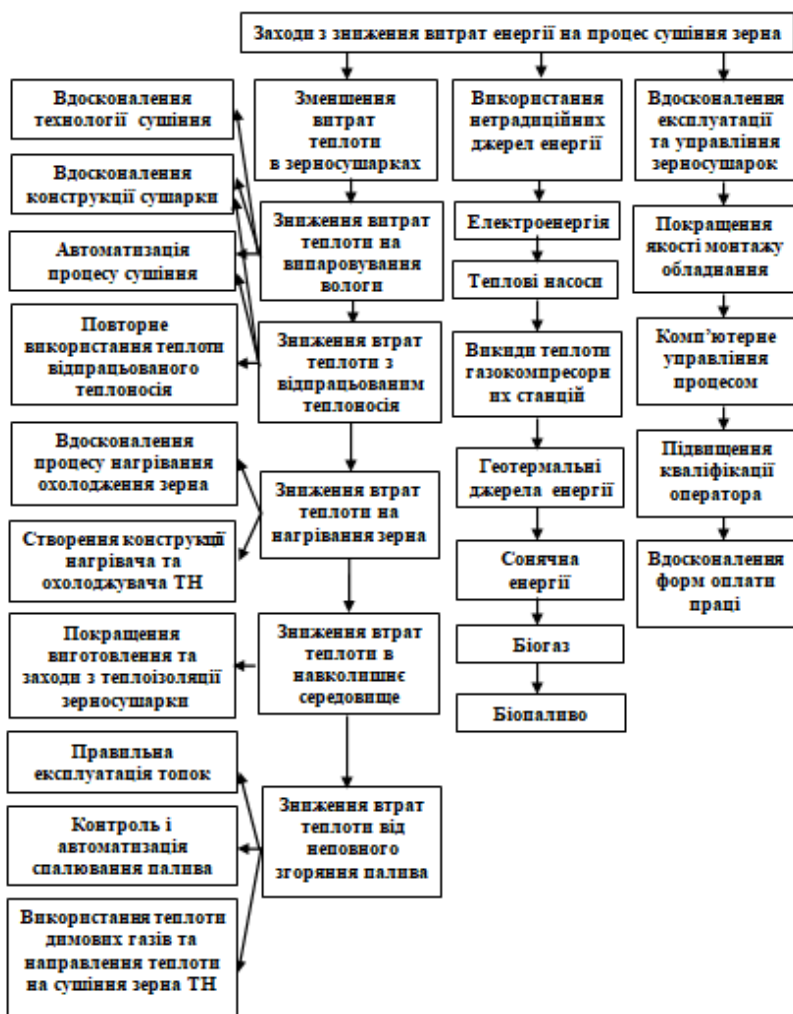 Заходи з зниження витрат енергії на процес сушіння зерна
Вдосконалення
технології сушіння
Вдосконалення
конструкції сушарки
Автоматизація
процесу сушіння
Повторне
використання теплоти
відпрацьованого
теплоносія
Вдосконалення
процесу нагрівання
охолодження зерна
Створення конструкції
нагрівача та
охолоджувача ТН
Покращення
виготовлення та
заходи з теплоізоляції
зерносушарки
Правильна
експлуатація топок
Контроль і
автоматизація
спалювання палива
Використання теплоти
димових газів та
направлення теплоти
на сушіння зерна ТН
Зменшення
витрат
теплоти
в зерносушарках
Зниження витрат
теплоти на
випаровування
вологи
Зниження втрат
теплоти з
відпрацьованим
теплоносія
Зниження втрат
теплоти на
нагрівання зерна
Зниження втрат
теплоти в
навколишнє
середовище
Зниження втрат
теплоти від
неповного
згоряння палива
Використання
нетрадиційних
джерел енергії
Електроенергія
Теплові насоси
Викиди теплоти
газокомпресорн
их станцій
Геотермальні
джерела енергії
Сонячна
енергії
Біогаз
Біопаливо
Вдосконалення
експлуатації
та управління
зерносушарок
Покращення
якості монтажу
обладнання
Комп’ютерне
управління
процесом
Підвищення
кваліфікації
оператора
Вдосконалення
форм оплати
праці